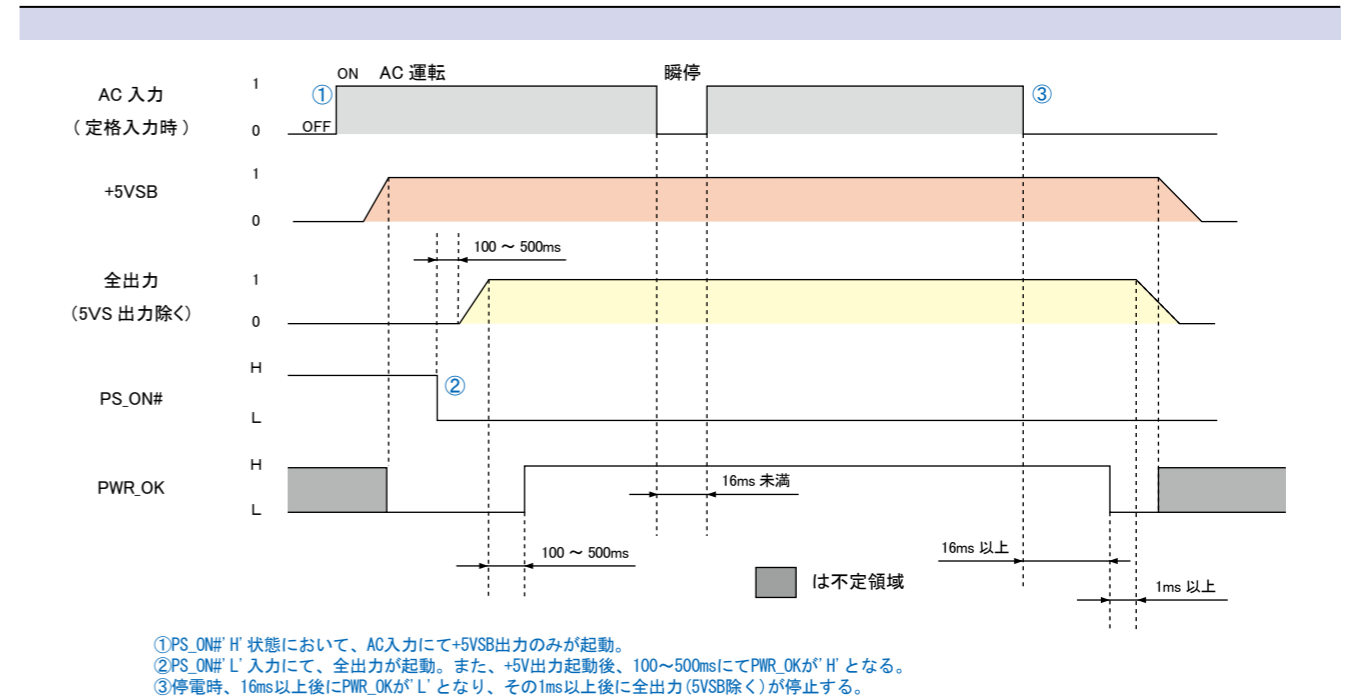 ON AC 運転 瞬停
AC 入力 1 ① ③
( 定格入力時 ) 0 OFF
+5VSB 1
0
100 ～ 500ms
全出力 1
(5VS 出力除く) 0
H
②
PS_ON#
L
H
PWR_OK 16ms 未満
L
100 ～ 500ms 16ms 以上
は不定領域 1ms 以上
①PS_ON#'H'状態において、AC入力にて+5VSB出力のみが起動。
②PS_ON#'L'入力にて、全出力が起動。また、+5V出力起動後、100～500msにてPWR_OKが'H'となる。
③停電時、16ms以上後にPWR_OKが'L'となり、その1ms以上後に全出力(5VSB除く)が停止する。